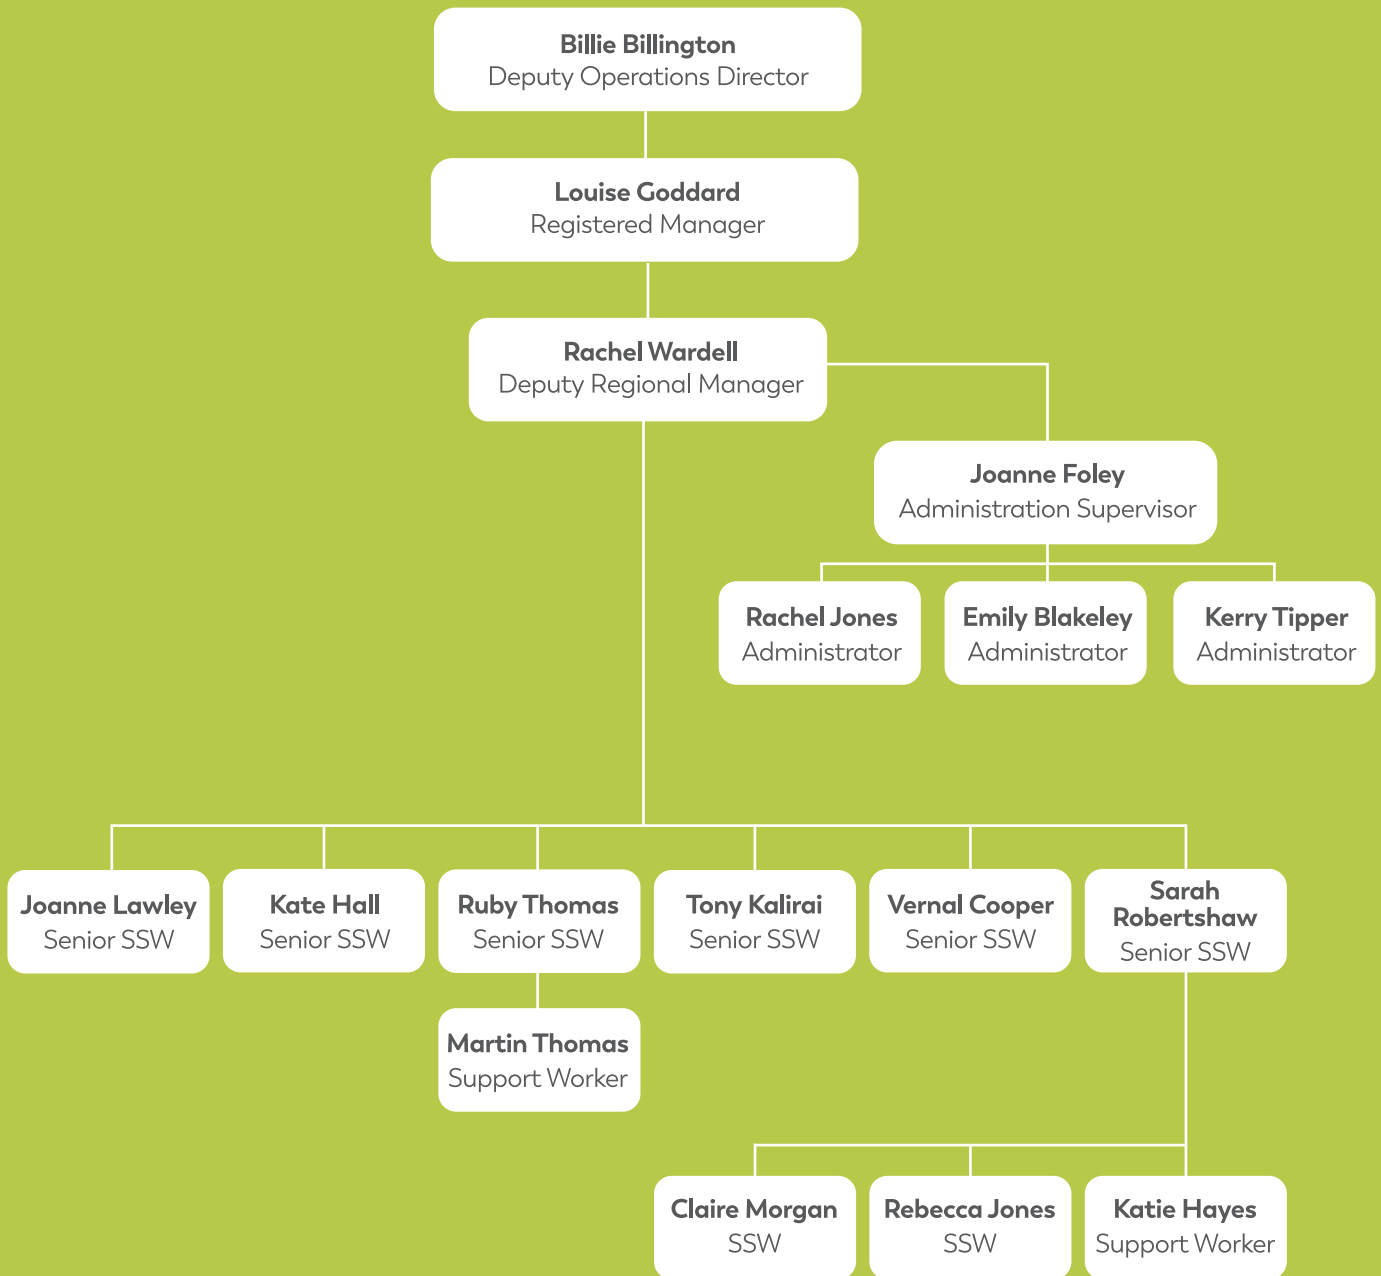 Billie Billington
Deputy Operations Director
Louise Goddard
Registered Manager
Rachel Wardell
Deputy Regional Manager
Joanne Foley
Administration Supervisor
Rachel Jones
Administrator
Emily Blakeley
Administrator
Kerry Tipper
Administrator
Joanne Lawley
Senior SSW
Kate Hall
Senior SSW
Ruby Thomas
Senior SSW
Tony Kalirai
Senior SSW
Vernal Cooper
Senior SSW
Sarah
Robertshaw
Senior SSW
Martin Thomas
Support Worker
Claire Morgan
SSW
Rebecca Jones
SSW
Katie Hayes
Support Worker